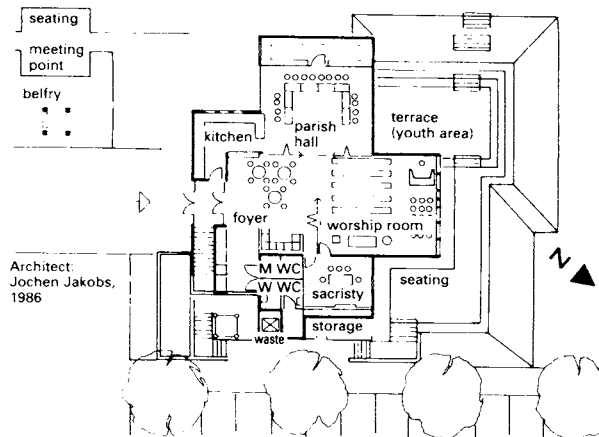 seating
meeting
point
belfry
kitchen
parish
hall
terrace
(youth area)
foyer
worship room
N
Architect:
Jochen Jakobs,
1986
M WC
W WC
sacristy
seating
storage
waste